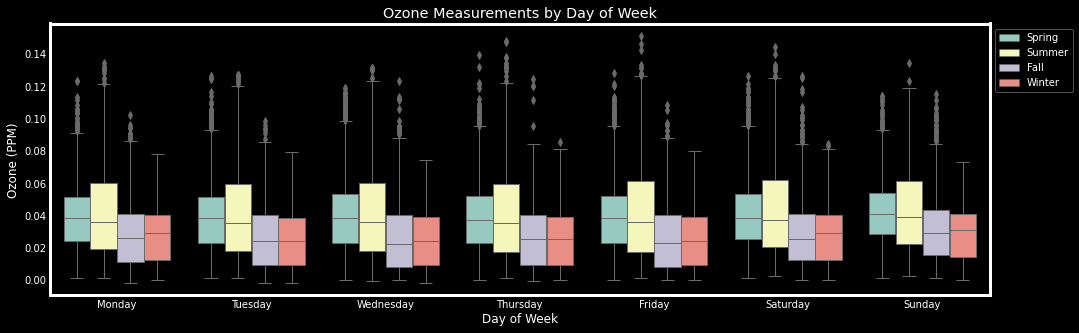 Ozone Measurements by Day of Week
Spring
Summer
Fall
Winter
Ozone (PPM)
0.14
0.12
0.10
0.08
0.06
0.04
0.02
0.00
Monday
Tuesday
Wednesday
Thursday
Friday
Saturday
Sunday
Day of Week